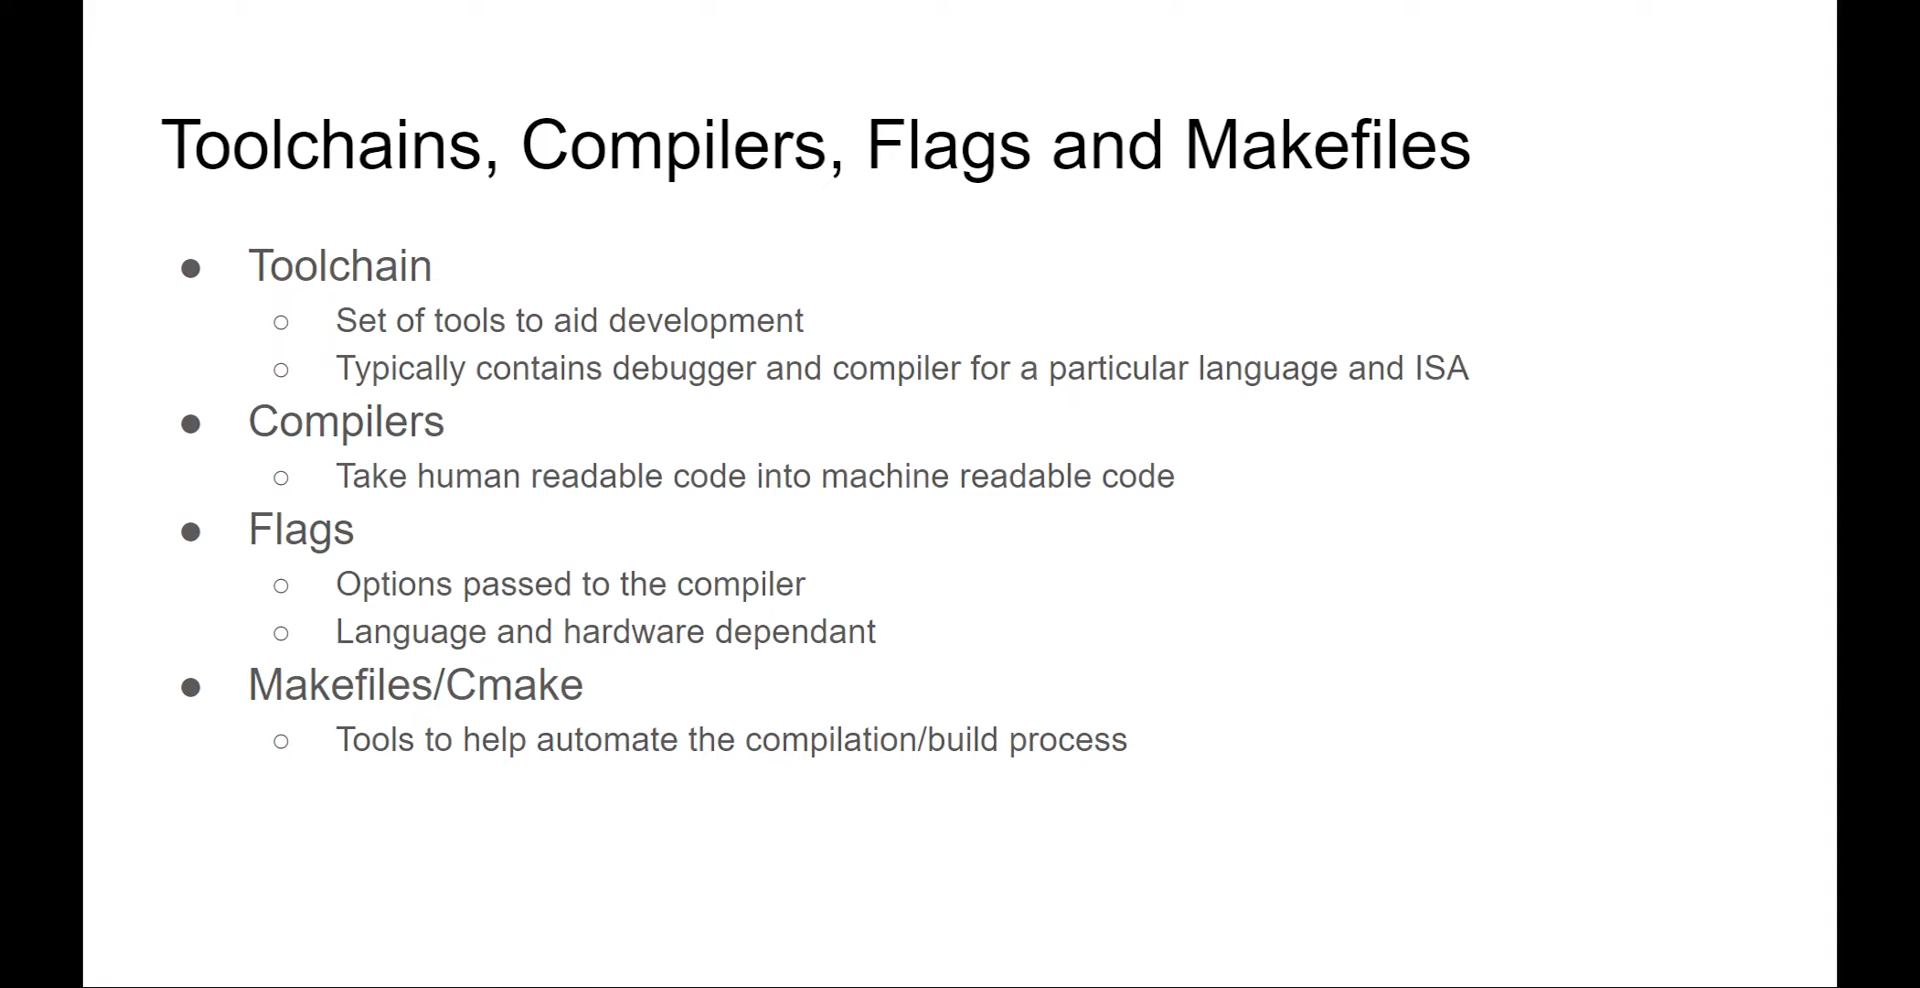 Toolchains, Compilers, Flags and Makefiles
● Toolchain
○ Set of tools to aid development
○ Typically contains debugger and compiler for a particular language and ISA
● Compilers
○ Take human readable code into machine readable code
● Flags
○ Options passed to the compiler
○ Language and hardware dependant
● Makefiles/Cmake
○ Tools to help automate the compilation/build process